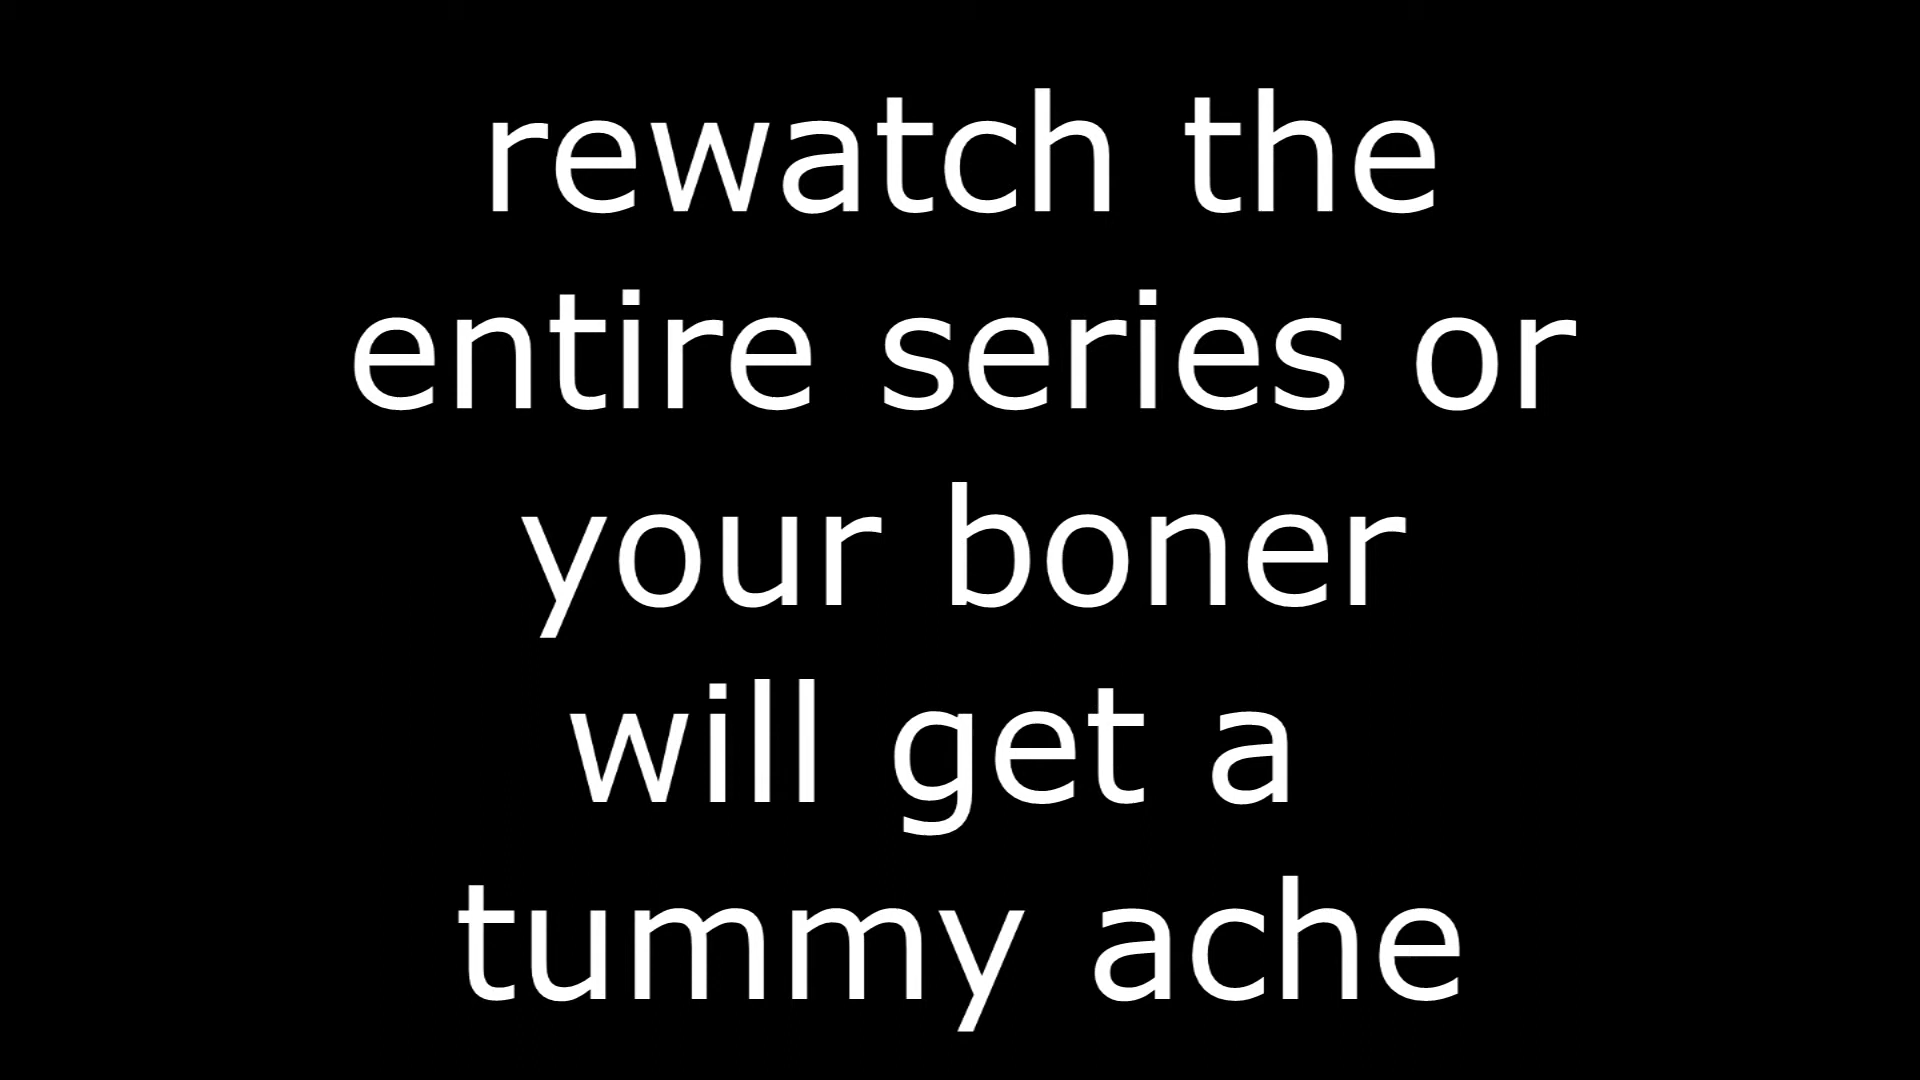 rewatch the
entire series or
your boner
will get a
tummy ache